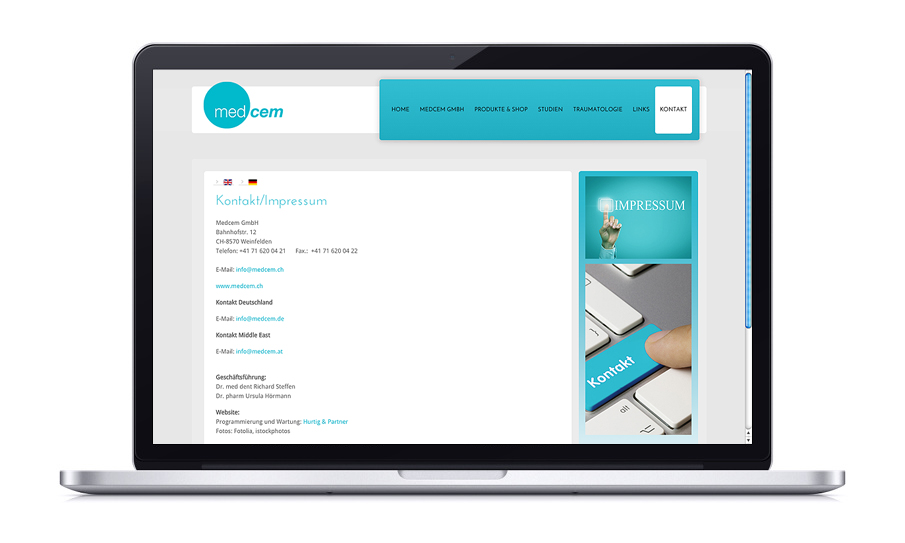 medcem
HOME MEDCEM GMBH PRODUKTE & SHOP STUDIEN TRAUMATOLOGIE LINKS KONTAKT
Kontakt/Impressum
Medcem GmbH
Bahnhofstr. 12
CH-8570 Weinfelden
Telefon: +41 71 620 04 21 Fax.: +41 71 620 04 22
E-Mail: info@medcem.ch
www.medcem.ch
Kontakt Deutschland
E-Mail: info@medcem.de
Kontakt Middle East
E-Mail: info@medcem.at
Geschäftsführung:
Dr. med dent Richard Steffen
Dr. pharm Ursula Hörmann
Website:
Programmierung und Wartung: Hurtig & Partner
Fotos: Fotolia, istockphotos
IMPRESSUM
Kontakt
alt